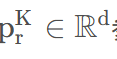 p_r^K ∈ ℝ^d